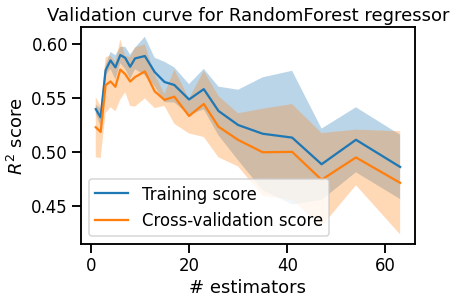 Validation curve for RandomForest regressor
0.60
0.55
0.50
0.45
R² score
Training score
Cross-validation score
0 20 40 60
# estimators